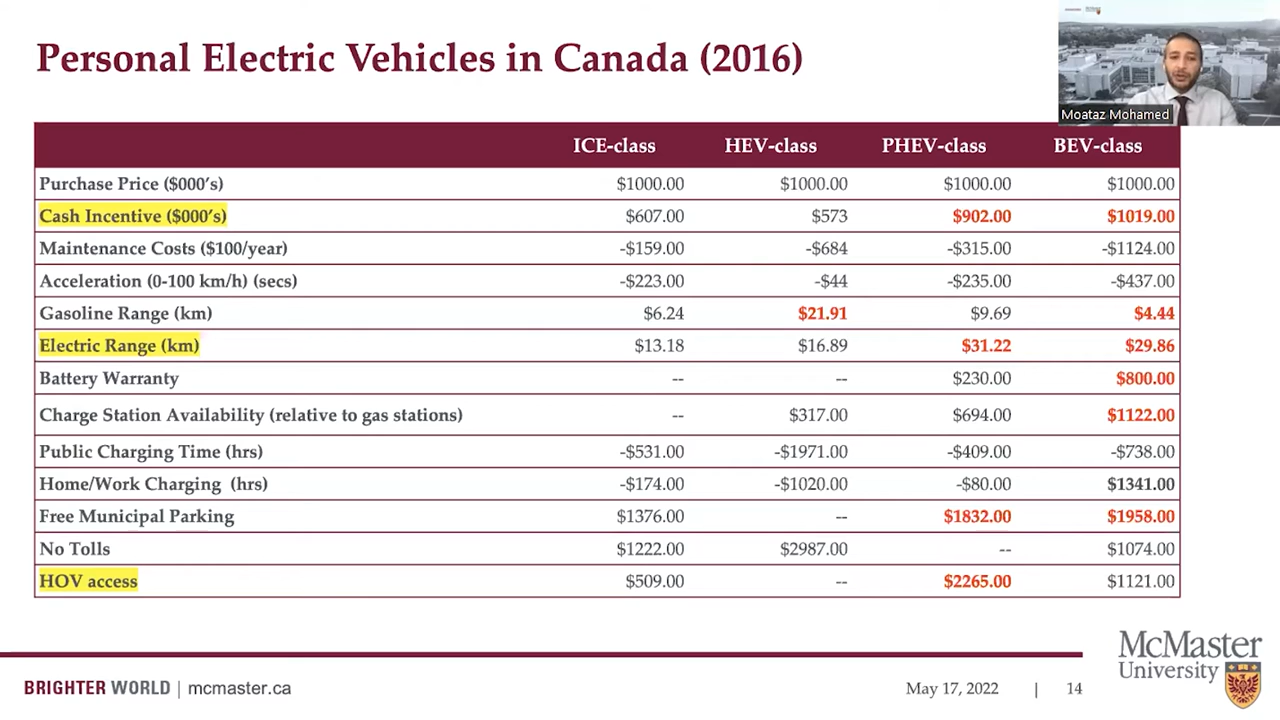 Personal Electric Vehicles in Canada (2016)
Moataz Mohamed
ICE-class HEV-class PHEV-class BEV-class
Purchase Price ($000’s) $1000.00 $1000.00 $1000.00 $1000.00
Cash Incentive ($000’s) $607.00 $573 $902.00 $1019.00
Maintenance Costs ($100/year) -$159.00 -$684 -$315.00 -$1124.00
Acceleration (0-100 km/h) (secs) -$223.00 -$44 -$235.00 -$437.00
Gasoline Range (km) $6.24 $21.91 $9.69 $4.44
Electric Range (km) $13.18 $16.89 $31.22 $29.86
Battery Warranty -- -- $230.00 $800.00
Charge Station Availability (relative to gas stations) -- $317.00 $694.00 $1122.00
Public Charging Time (hrs) -$531.00 -$1971.00 -$409.00 -$738.00
Home/Work Charging (hrs) -$174.00 -$1020.00 -$80.00 $1341.00
Free Municipal Parking $1376.00 -- $1832.00 $1958.00
No Tolls $1222.00 $2987.00 -- $1074.00
HOV access $509.00 -- $2265.00 $1121.00
McMaster
University
BRIGHTER WORLD | mcmaster.ca May 17, 2022 | 14